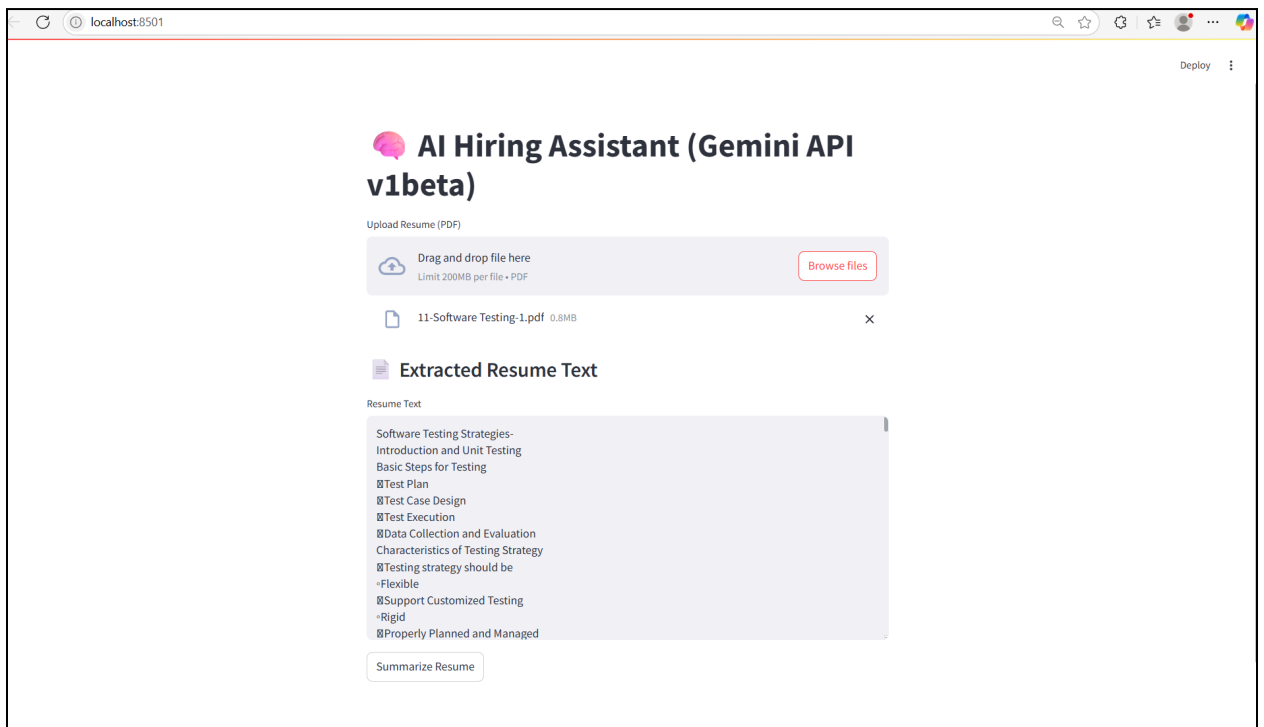 localhost:8501
Deploy
AI Hiring Assistant (Gemini API
v1beta)
Upload Resume (PDF)
Drag and drop file here
Limit 200MB per file • PDF
Browse files
11-Software Testing-1.pdf 0.8MB
Extracted Resume Text
Resume Text
Software Testing Strategies-
Introduction and Unit Testing
Basic Steps for Testing
Test Plan
Test Case Design
Test Execution
Data Collection and Evaluation
Characteristics of Testing Strategy
Testing strategy should be
◦Flexible
Support Customized Testing
◦Rigid
Properly Planned and Managed
Summarize Resume